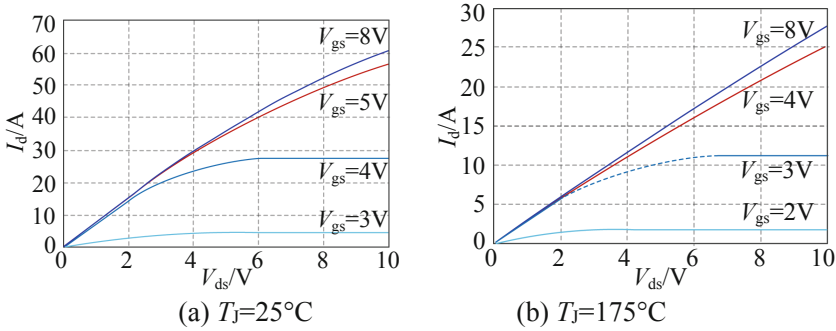 70
60
50
40
30
20
10
0
I_d/A
V_gs=8V
V_gs=5V
V_gs=4V
V_gs=3V
0 2 4 6 8 10
V_ds/V
(a) T_J=25°C
30
25
20
15
10
5
0
I_d/A
V_gs=8V
V_gs=4V
V_gs=3V
V_gs=2V
0 2 4 6 8 10
V_ds/V
(b) T_J=175°C